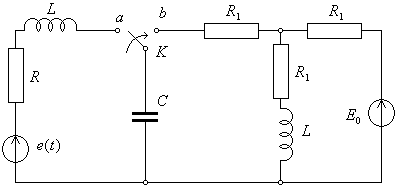 L a b R₁ R₁
K
R R₁
C E₀
e(t) L